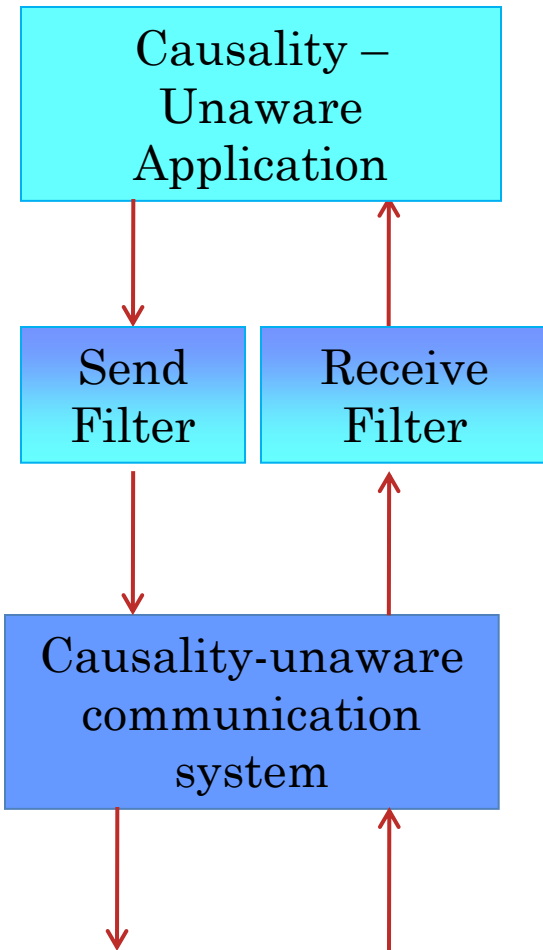 Causality –
Unaware
Application
Send
Filter
Receive
Filter
Causality-unaware
communication
system